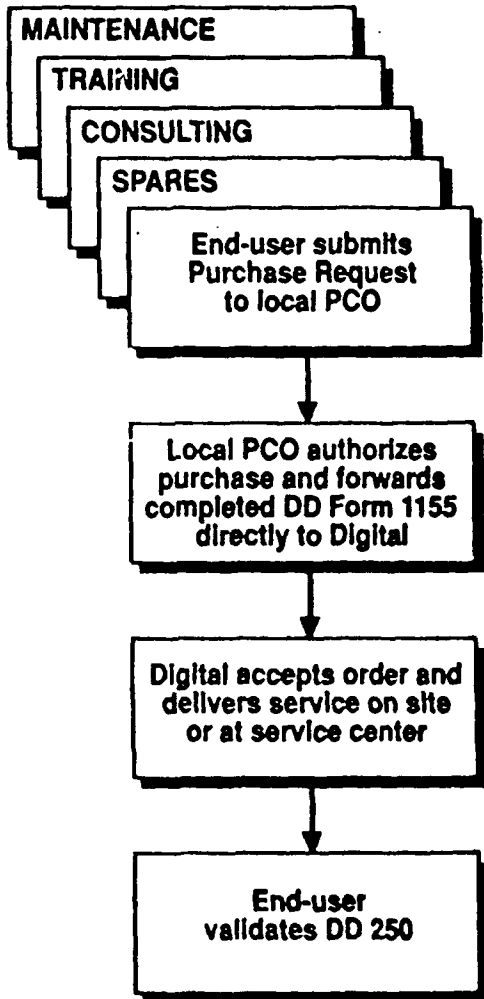 MAINTENANCE
TRAINING
CONSULTING
SPARES
End-user submits
Purchase Request
to local PCO
Local PCO authorizes
purchase and forwards
completed DD Form 1155
directly to Digital
Digital accepts order and
delivers service on site
or at service center
End-user
validates DD 250